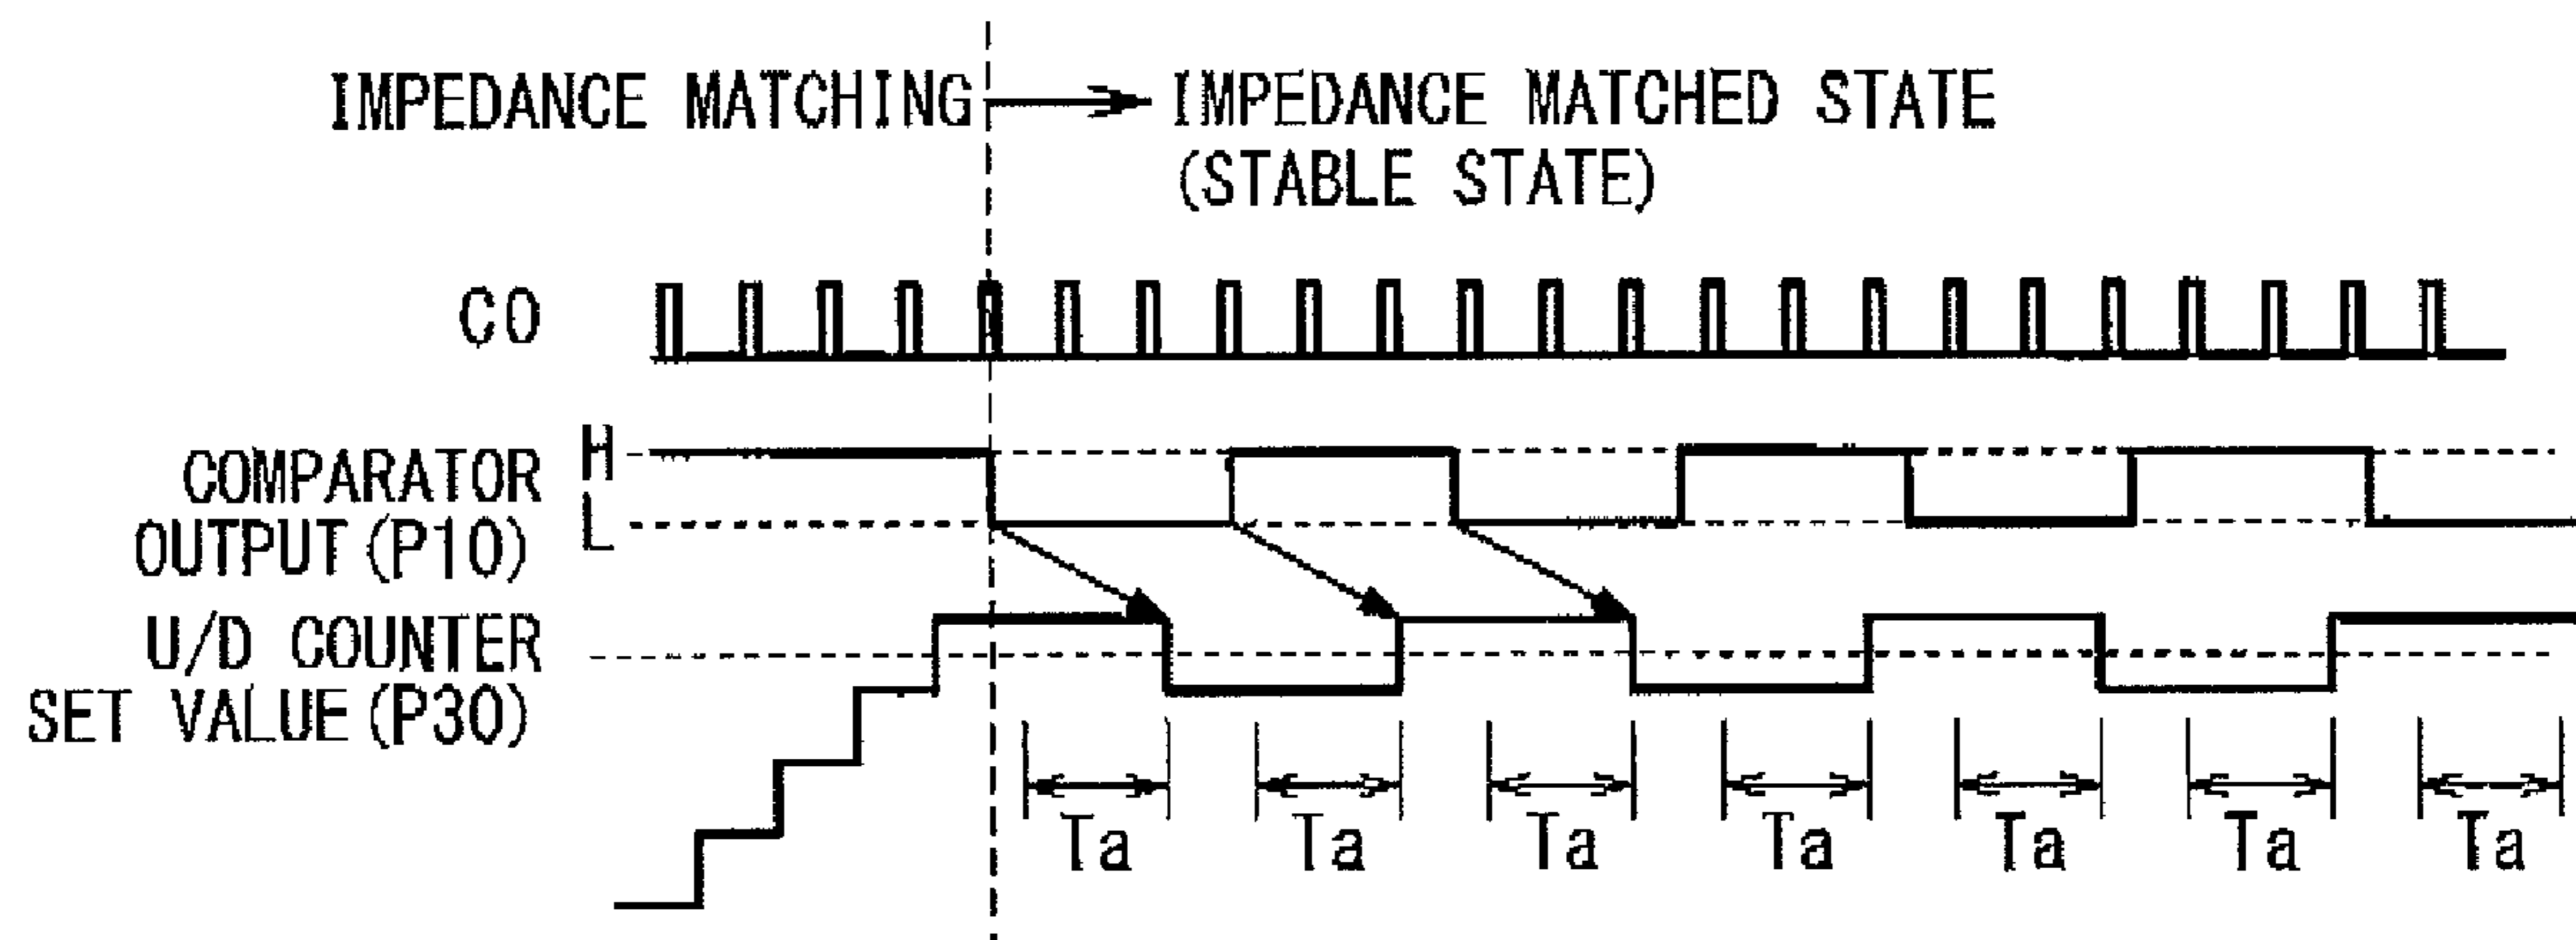 IMPEDANCE MATCHING
IMPEDANCE MATCHED STATE
(STABLE STATE)
C0
COMPARATOR
OUTPUT(P10)
H
L
U/D COUNTER
SET VALUE(P30)
Ta
Ta
Ta
Ta
Ta
Ta
Ta